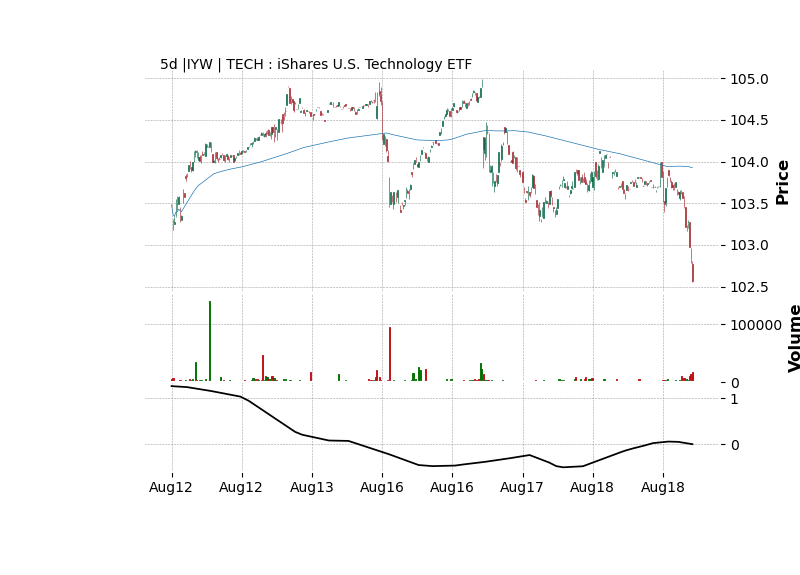 5d |IYW | TECH : iShares U.S. Technology ETF
105.0
104.5
104.0
103.5
103.0
102.5
Price
100000
0
Volume
1
0
Aug12 Aug12 Aug13 Aug16 Aug16 Aug17 Aug18 Aug18